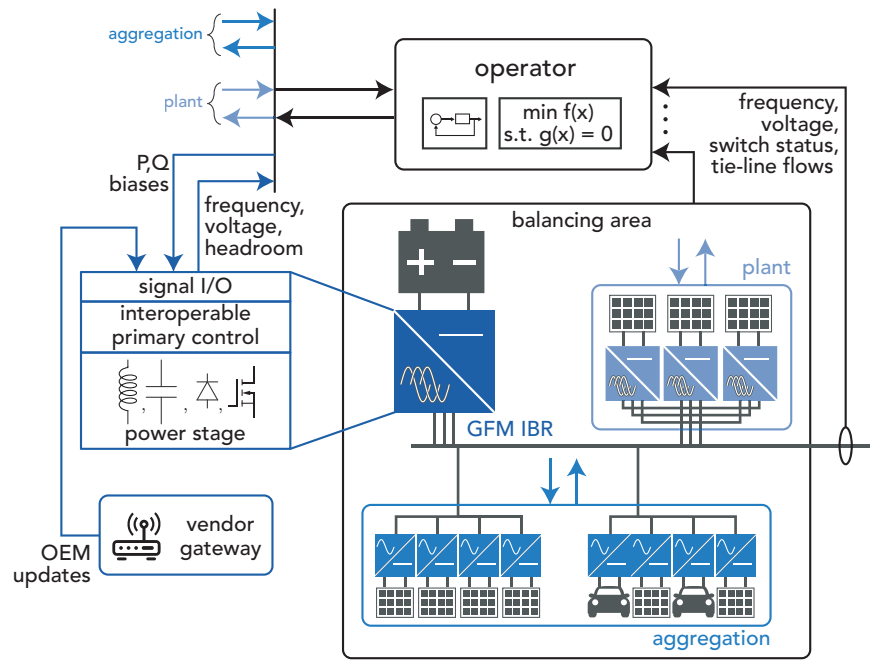 aggregation
plant
operator
min f(x)
s.t. g(x) = 0
frequency,
voltage,
switch status,
tie-line flows
P,Q
biases
frequency,
voltage,
headroom
balancing area
plant
signal I/O
interoperable
primary control
, , ,
power stage
GFM IBR
vendor
gateway
OEM
updates
aggregation